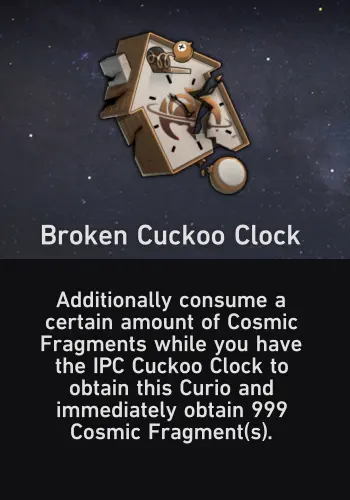 Broken Cuckoo Clock
Additionally consume a
certain amount of Cosmic
Fragments while you have
the IPC Cuckoo Clock to
obtain this Curio and
immediately obtain 999
Cosmic Fragment(s).